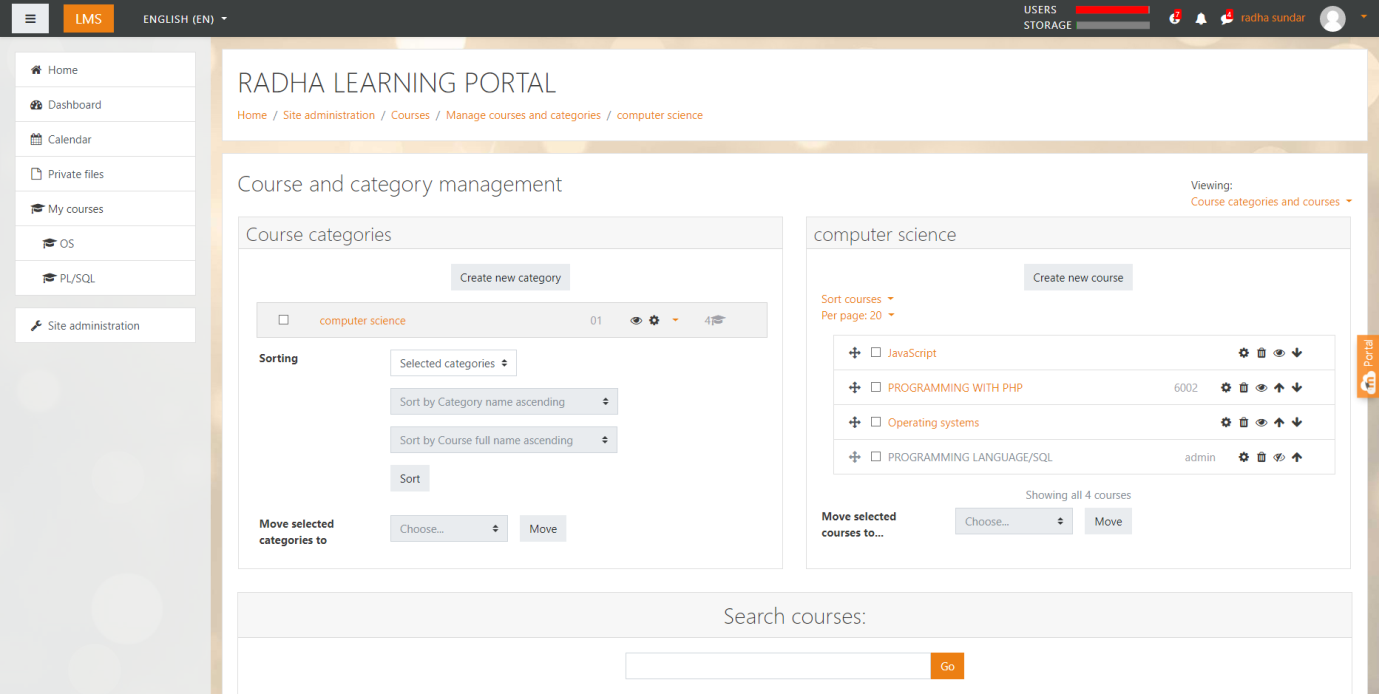 LMS
ENGLISH (EN)
USERS
STORAGE
7
4
radha sundar
Home
Dashboard
Calendar
Private files
My courses
OS
PL/SQL
Site administration
RADHA LEARNING PORTAL
Home / Site administration / Courses / Manage courses and categories / computer science
Course and category management
Viewing:
Course categories and courses
Course categories
Create new category
computer science 01 4
Sorting
Selected categories
Sort by Category name ascending
Sort by Course full name ascending
Sort
Move selected
categories to
Choose...
Move
computer science
Create new course
Sort courses
Per page: 20
JavaScript
PROGRAMMING WITH PHP 6002
Operating systems
PROGRAMMING LANGUAGE/SQL admin
Showing all 4 courses
Move selected
courses to...
Choose...
Move
Portal
Search courses:
Go